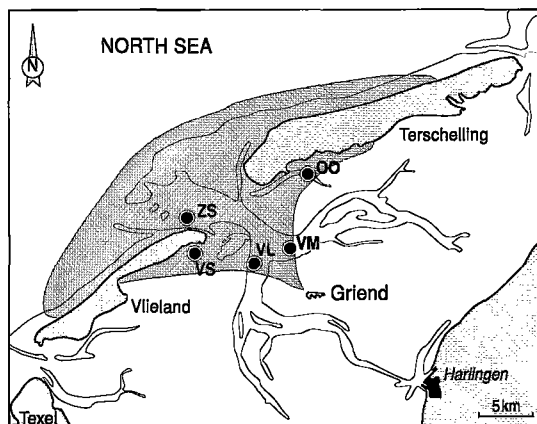 NORTH SEA
N
Terschelling
OO
ZS
VM
VL
VS
Griend
Vlieland
Harlingen
Texel
5km